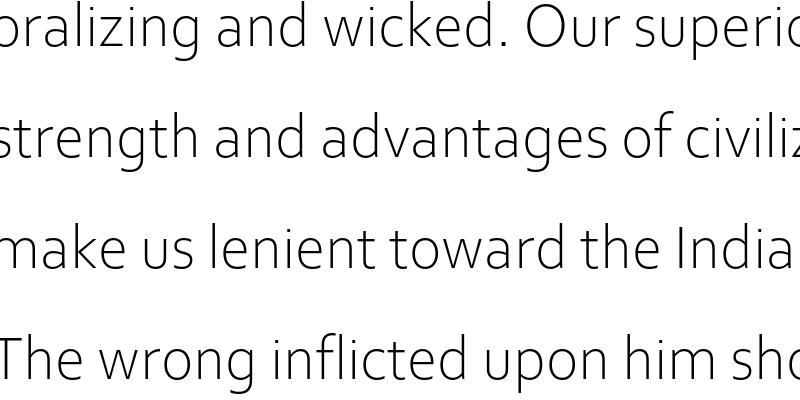 oralizing and wicked. Our superio
strength and advantages of civiliz
make us lenient toward the India
The wrong inflicted upon him sho